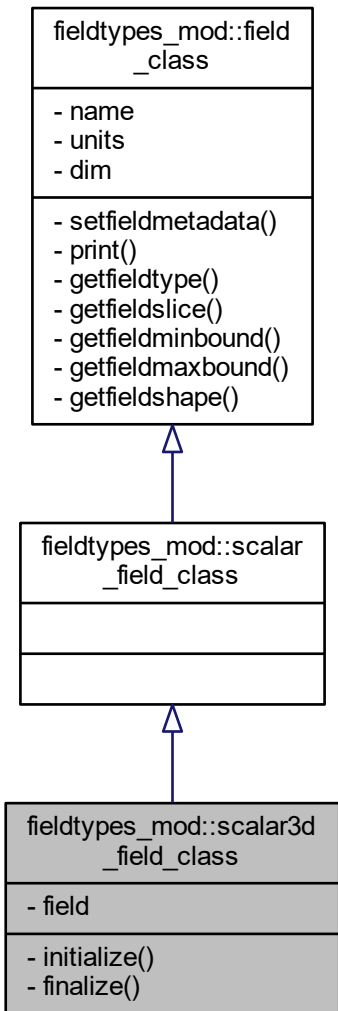 fieldtypes_mod::field
_class
- name
- units
- dim
- setfieldmetadata()
- print()
- getfieldtype()
- getfieldslice()
- getfieldminbound()
- getfieldmaxbound()
- getfieldshape()
fieldtypes_mod::scalar
_field_class
fieldtypes_mod::scalar3d
_field_class
- field
- initialize()
- finalize()